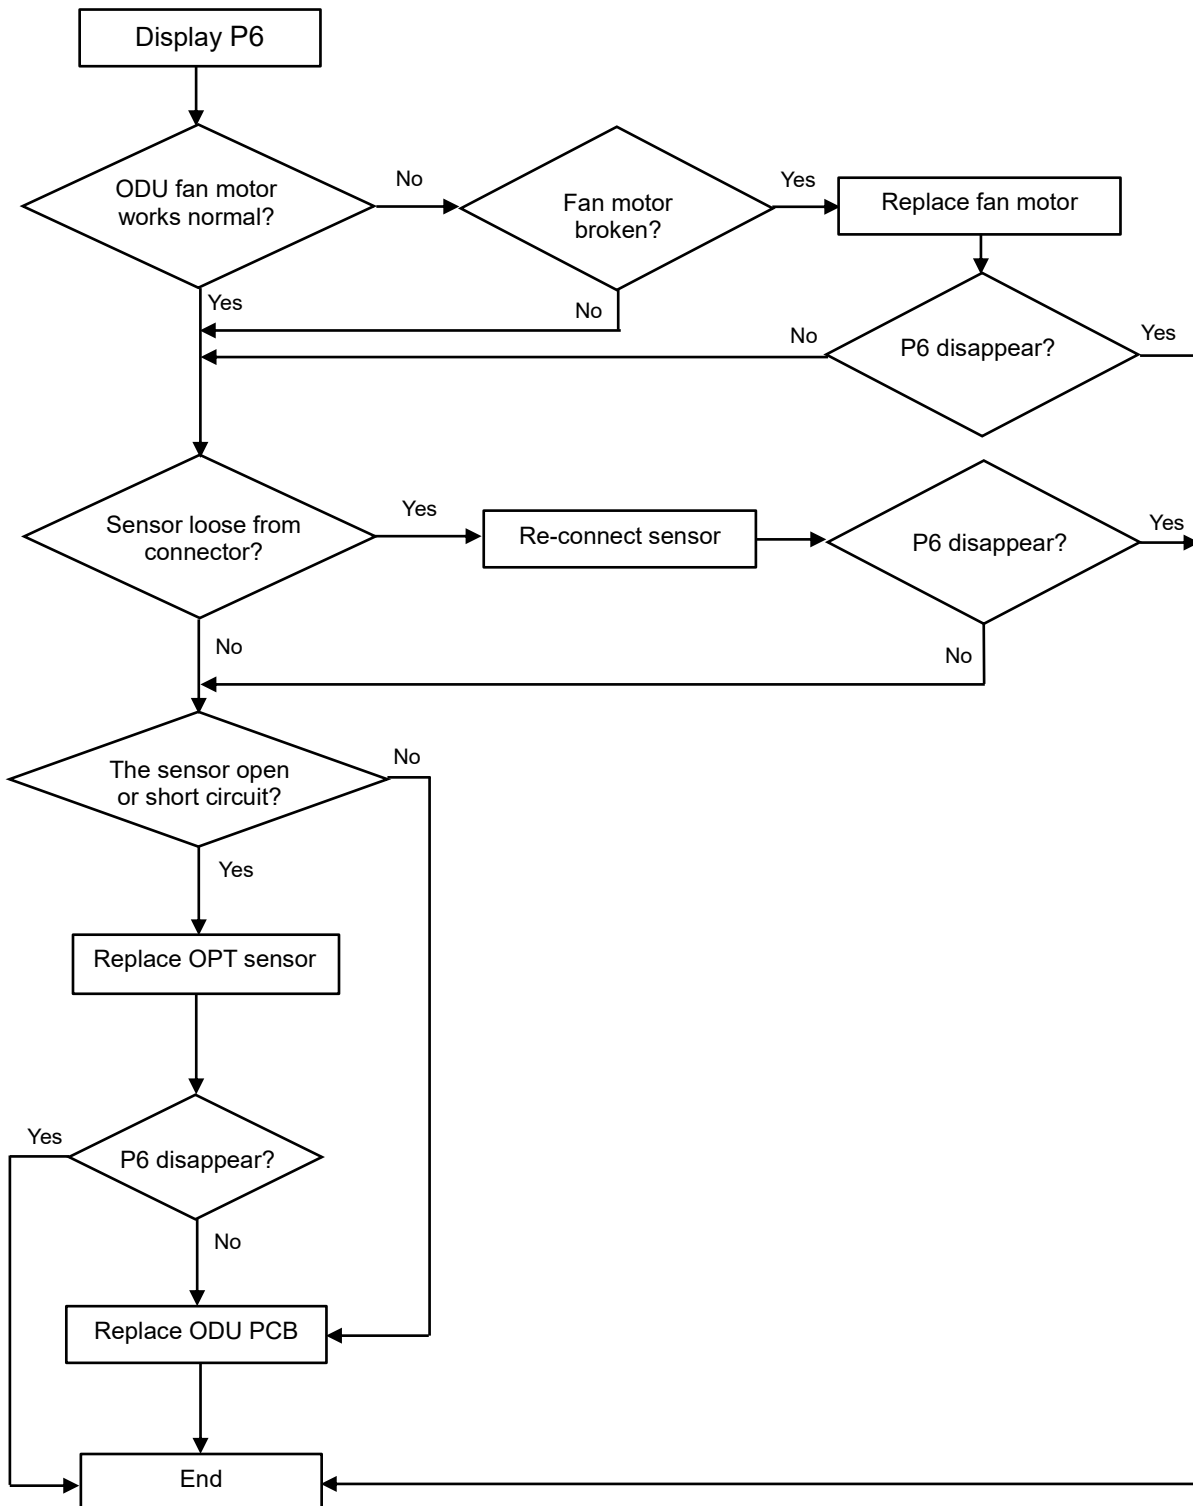 Display P6
ODU fan motor
works normal?
No
Fan motor
broken?
Yes
Replace fan motor
Yes
No
No
P6 disappear?
Yes
Sensor loose from
connector?
Yes
Re-connect sensor
P6 disappear?
Yes
No
No
The sensor open
or short circuit?
No
Yes
Replace OPT sensor
Yes
P6 disappear?
No
Replace ODU PCB
End